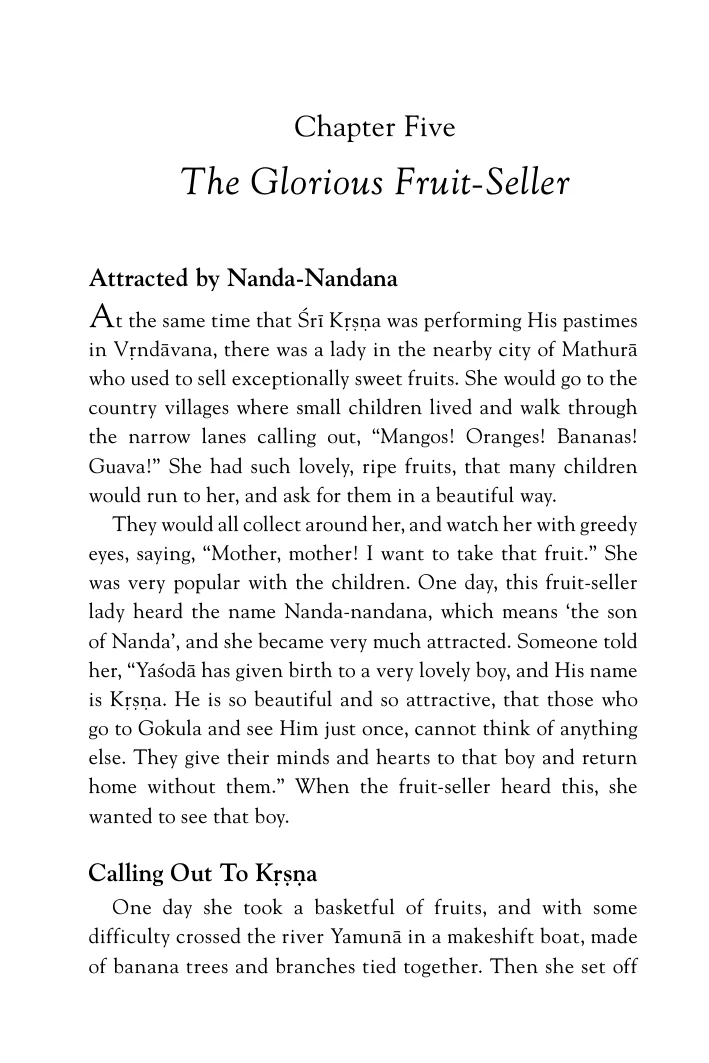 Chapter Five
The Glorious Fruit-Seller
Attracted by Nanda-Nandana
At the same time that Śrī Kṛṣṇa was performing His pastimes
in Vṛndāvana, there was a lady in the nearby city of Mathurā
who used to sell exceptionally sweet fruits. She would go to the
country villages where small children lived and walk through
the narrow lanes calling out, “Mangos! Oranges! Bananas!
Guava!” She had such lovely, ripe fruits, that many children
would run to her, and ask for them in a beautiful way.
They would all collect around her, and watch her with greedy
eyes, saying, “Mother, mother! I want to take that fruit.” She
was very popular with the children. One day, this fruit-seller
lady heard the name Nanda-nandana, which means ‘the son
of Nanda’, and she became very much attracted. Someone told
her, “Yaśodā has given birth to a very lovely boy, and His name
is Kṛṣṇa. He is so beautiful and so attractive, that those who
go to Gokula and see Him just once, cannot think of anything
else. They give their minds and hearts to that boy and return
home without them.” When the fruit-seller heard this, she
wanted to see that boy.
Calling Out To Kṛṣṇa
One day she took a basketful of fruits, and with some
difficulty crossed the river Yamunā in a makeshift boat, made
of banana trees and branches tied together. Then she set off